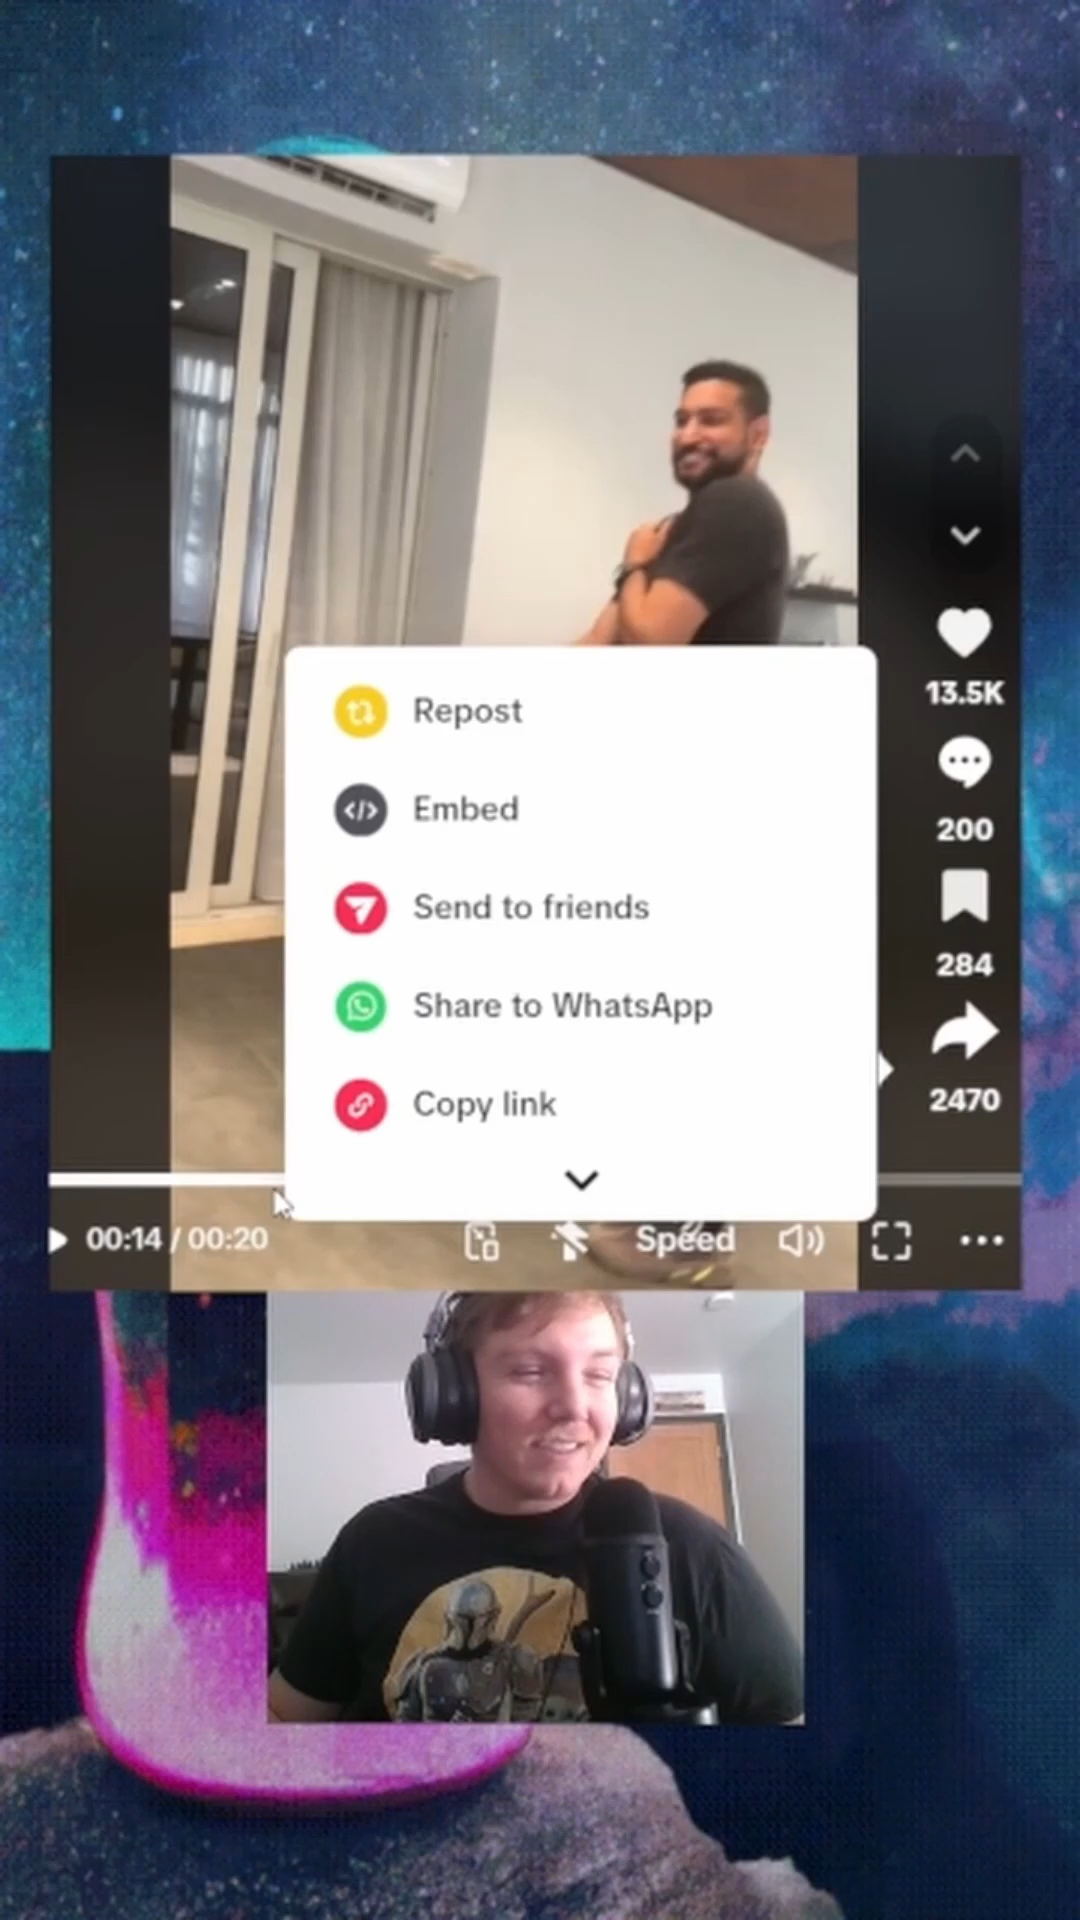 13.5K
Repost
Embed
200
Send to friends
284
Share to WhatsApp
Copy link
2470
00:14 / 00:20
Speed